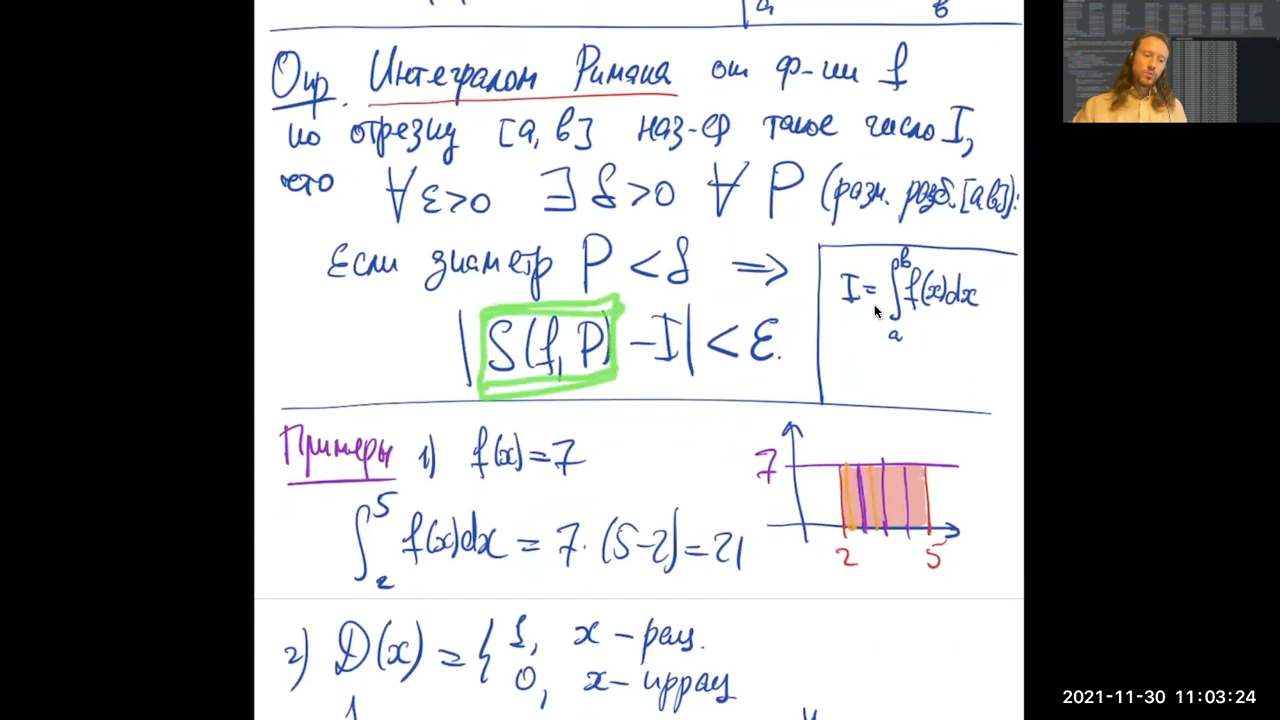 a b
Опр. Интегралом Римана от ф-ии f
по отрезку [a, b] наз-ся такое число I,
что ∀ε>0 ∃δ>0 ∀P (разм. разб. [a,b]):
Если диаметр P < δ ⇒
I = ∫_a^b f(x)dx
|S(f, P) - I| < ε.
Примеры 1) f(x) = 7
7
∫_2^5 f(x)dx = 7·(5-2) = 21
2 5
2) D(x) = { 1, x - рац.
0, x - иррац
2021-11-30 11:03:24